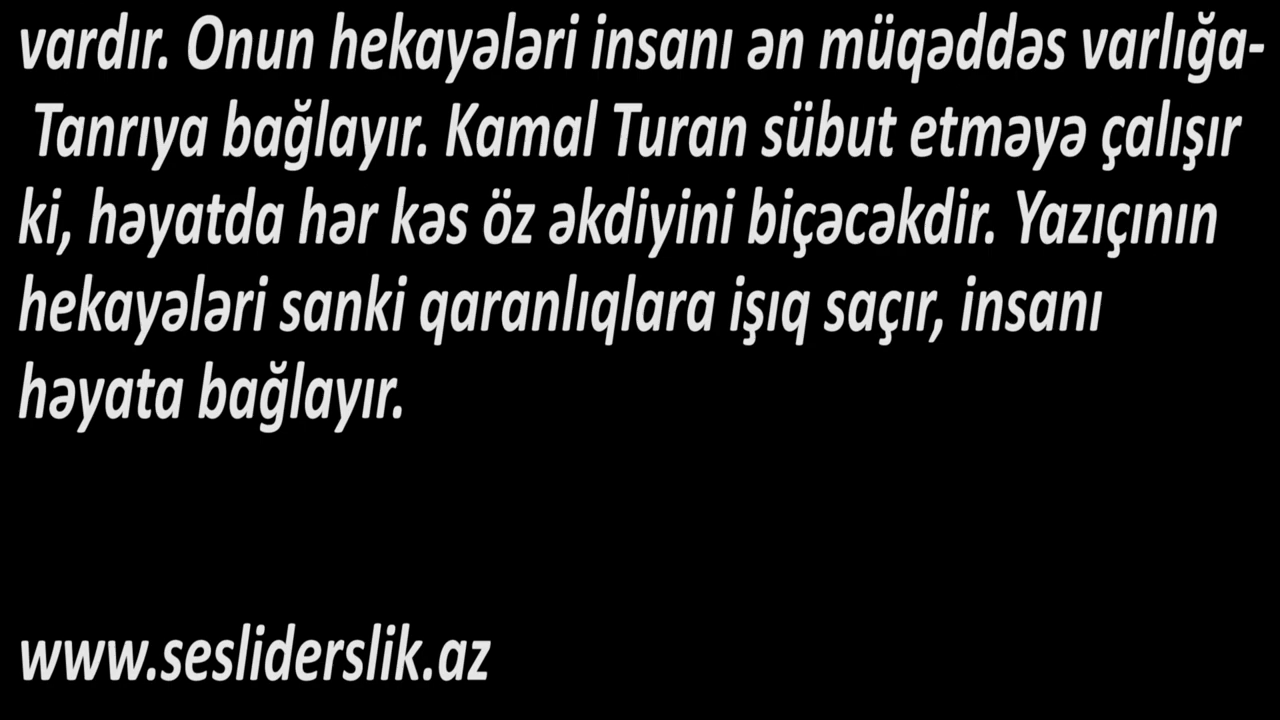 vardır. Onun hekayələri insanı ən müqəddəs varlığa-
Tanrıya bağlayır. Kamal Turan sübut etməyə çalışır
ki, həyatda hər kəs öz əkdiyini biçəcəkdir. Yazıçının
hekayələri sanki qaranlıqlara işıq saçır, insanı
həyata bağlayır.
www.sesliderslik.az